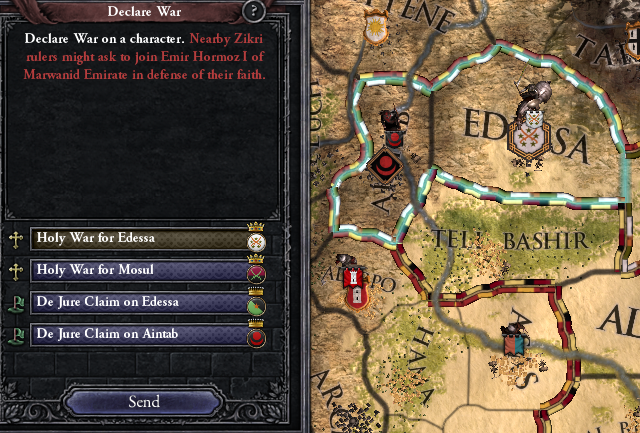 Declare War
?
Declare War on a character. Nearby Zikri
rulers might ask to join Emir Hormoz I of
Marwanid Emirate in defense of their faith.
Holy War for Edessa
Holy War for Mosul
De Jure Claim on Edessa
De Jure Claim on Aintab
Send
TELL BASHIR
HAMA